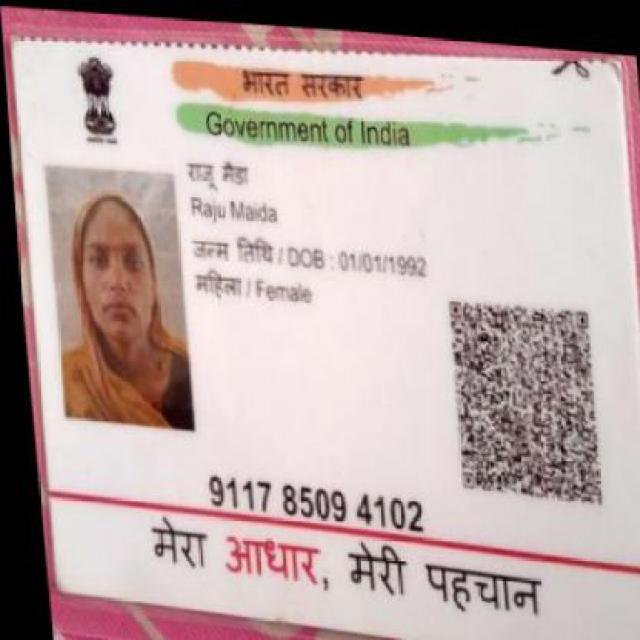 भारत सरकार
Government of India
राजू मैडा
Raju Maida
जन्म तिथि / DOB : 01/01/1992
महिला / Female
9117 8509 4102
मेरा आधार, मेरी पहचान